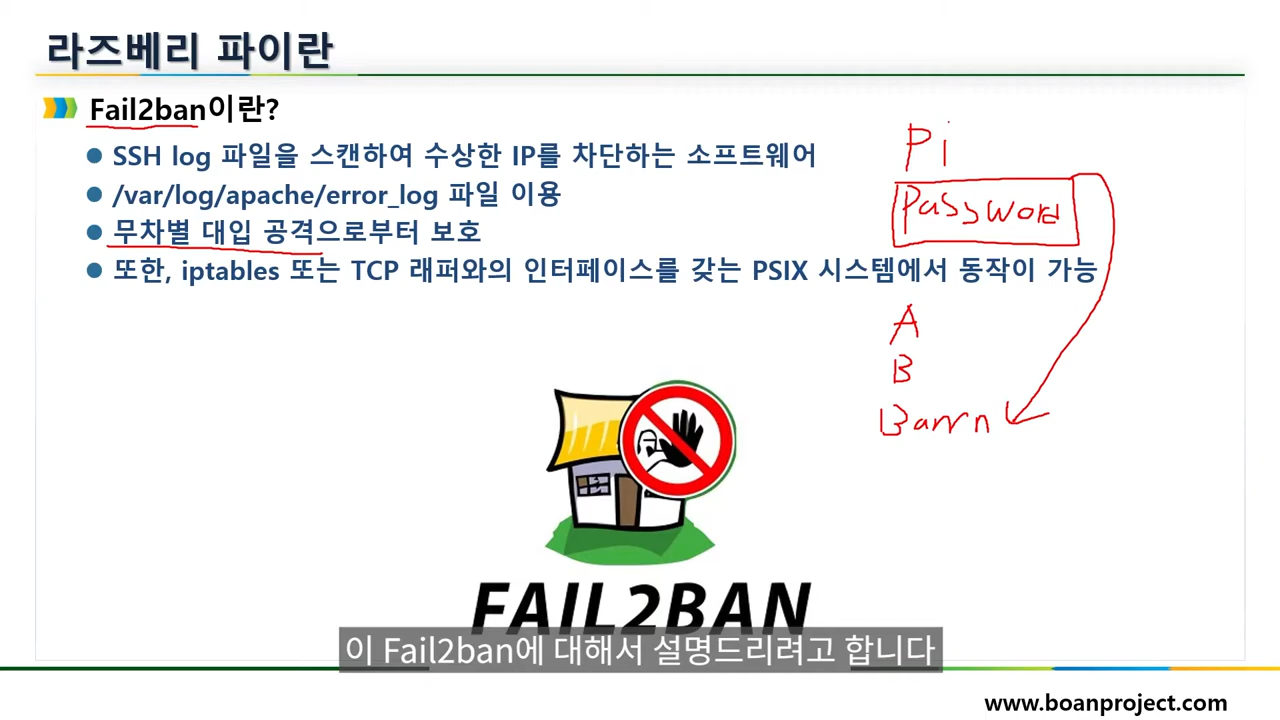 라즈베리 파이란
Fail2ban이란?
SSH log 파일을 스캔하여 수상한 IP를 차단하는 소프트웨어
/var/log/apache/error_log 파일 이용
무차별 대입 공격으로부터 보호
또한, iptables 또는 TCP 래퍼와의 인터페이스를 갖는 PSIX 시스템에서 동작이 가능
Pi
Password
A
B
FAIL2BAN
이 Fail2ban에 대해서 설명드리려고 합니다
www.boanproject.com